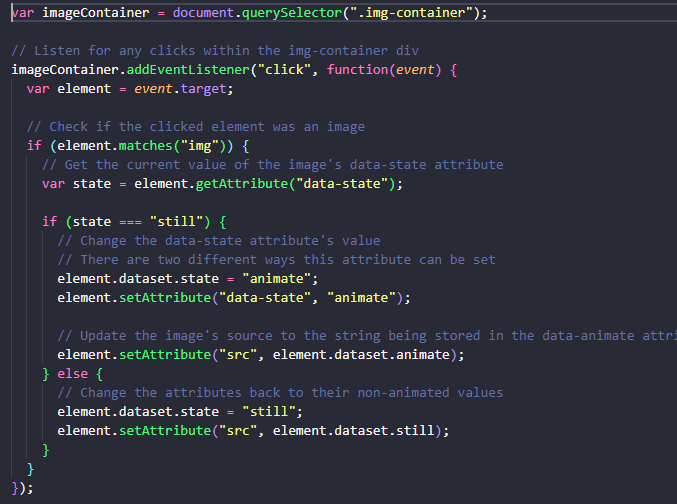 var imageContainer = document.querySelector(".img-container");
// Listen for any clicks within the img-container div
imageContainer.addEventListener("click", function(event) {
var element = event.target;
// Check if the clicked element was an image
if (element.matches("img")) {
// Get the current value of the image's data-state attribute
var state = element.getAttribute("data-state");
if (state === "still") {
// Change the data-state attribute's value
// There are two different ways this attribute can be set
element.dataset.state = "animate";
element.setAttribute("data-state", "animate");
// Update the image's source to the string being stored in the data-animate attri
element.setAttribute("src", element.dataset.animate);
} else {
// Change the attributes back to their non-animated values
element.dataset.state = "still";
element.setAttribute("src", element.dataset.still);
}
}
});